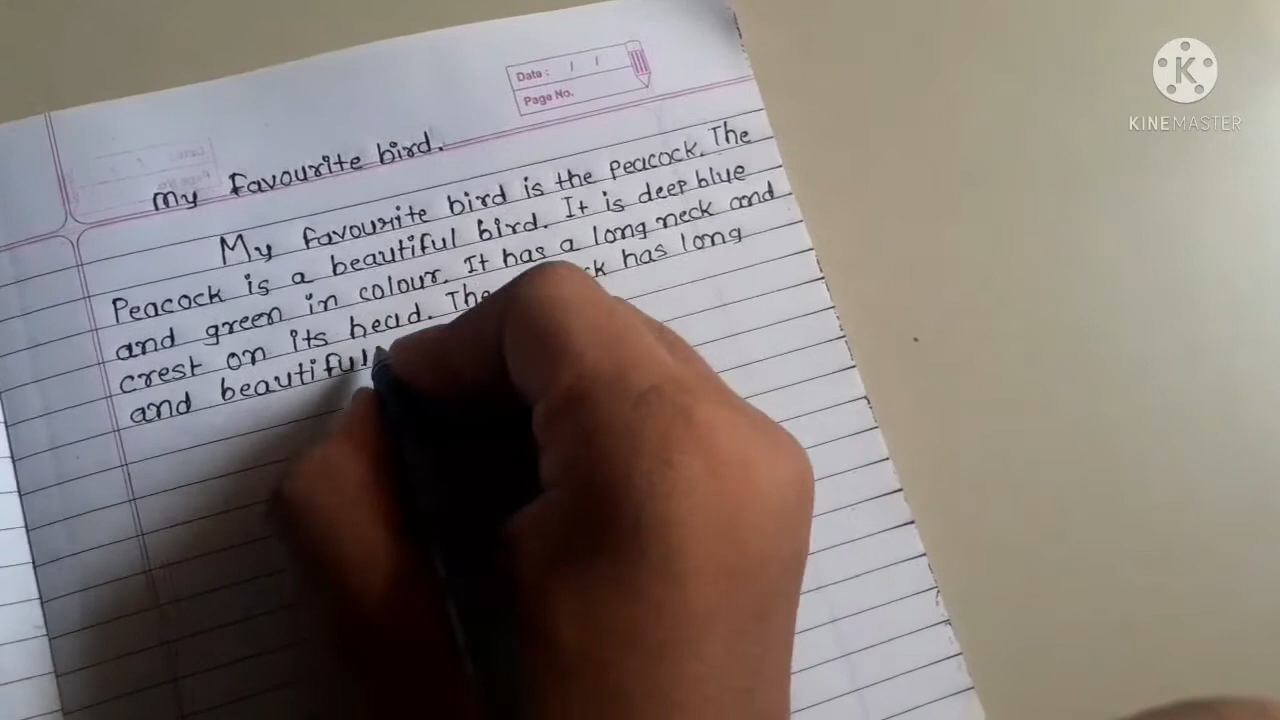 Date: / /
Page No.
My Favourite bird.
My favourite bird is the Peacock. The
Peacock is a beautiful bird. It is deep blue
and green in colour. It has a long neck and
crest on its head. The has long
and beautiful
K
KINEMASTER